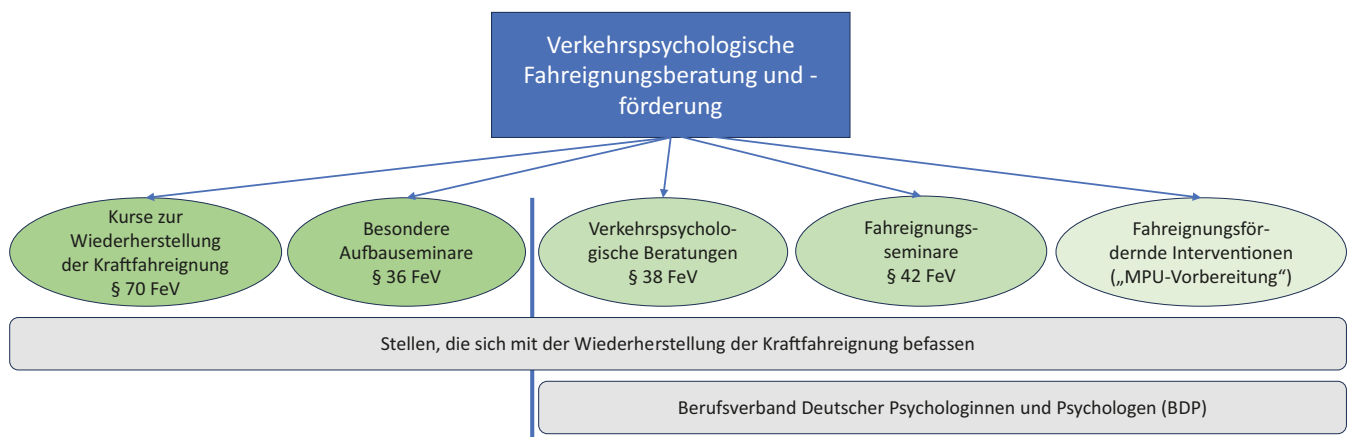 Verkehrspsychologische
Fahreignungsberatung und -
förderung
Kurse zur
Wiederherstellung
der Kraftfahreignung
§ 70 FeV
Besondere
Aufbauseminare
§ 36 FeV
Verkehrspsycholo-
gische Beratungen
§ 38 FeV
Fahreignungs-
seminare
§ 42 FeV
Fahreignungsför-
dernde Interventionen
(„MPU-Vorbereitung“)
Stellen, die sich mit der Wiederherstellung der Kraftfahreignung befassen
Berufsverband Deutscher Psychologinnen und Psychologen (BDP)